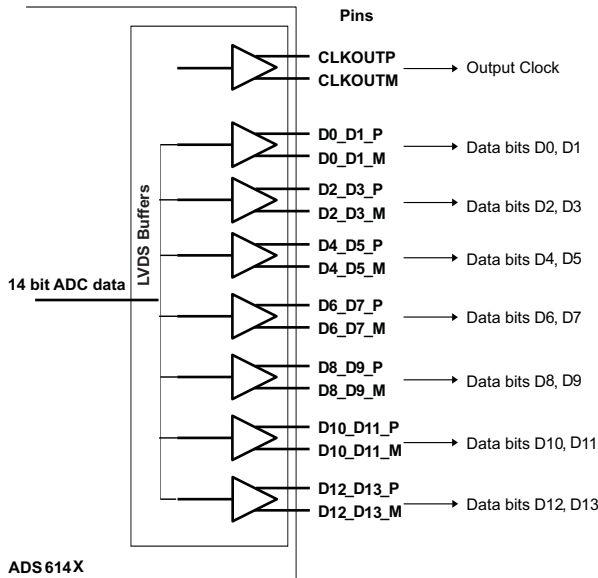 Pins
CLKOUTP
CLKOUTM
Output Clock
D0_D1_P
D0_D1_M
Data bits D0, D1
D2_D3_P
D2_D3_M
Data bits D2, D3
LVDS Buffers
D4_D5_P
D4_D5_M
Data bits D4, D5
14 bit ADC data
D6_D7_P
D6_D7_M
Data bits D6, D7
D8_D9_P
D8_D9_M
Data bits D8, D9
D10_D11_P
D10_D11_M
Data bits D10, D11
D12_D13_P
D12_D13_M
Data bits D12, D13
ADS614X